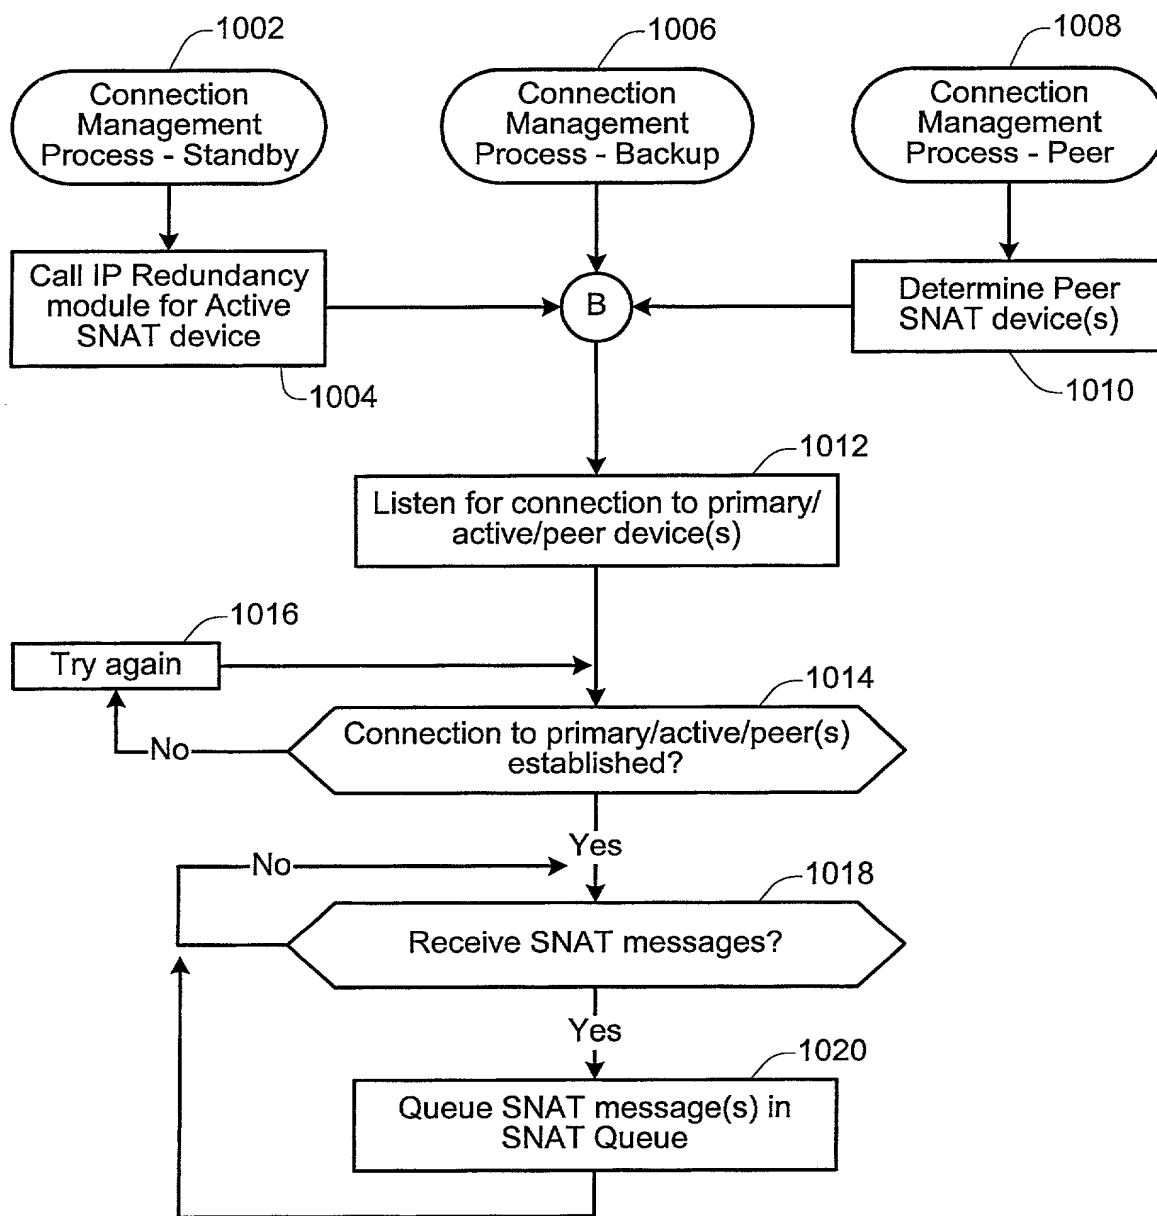 1002
1006
1008
Connection
Management
Process - Standby
Connection
Management
Process - Backup
Connection
Management
Process - Peer
Call IP Redundancy
module for Active
SNAT device
B
Determine Peer
SNAT device(s)
1004
1010
1012
Listen for connection to primary/
active/peer device(s)
1016
Try again
1014
Connection to primary/active/peer(s)
established?
No
Yes
No
1018
Receive SNAT messages?
Yes
1020
Queue SNAT message(s) in
SNAT Queue